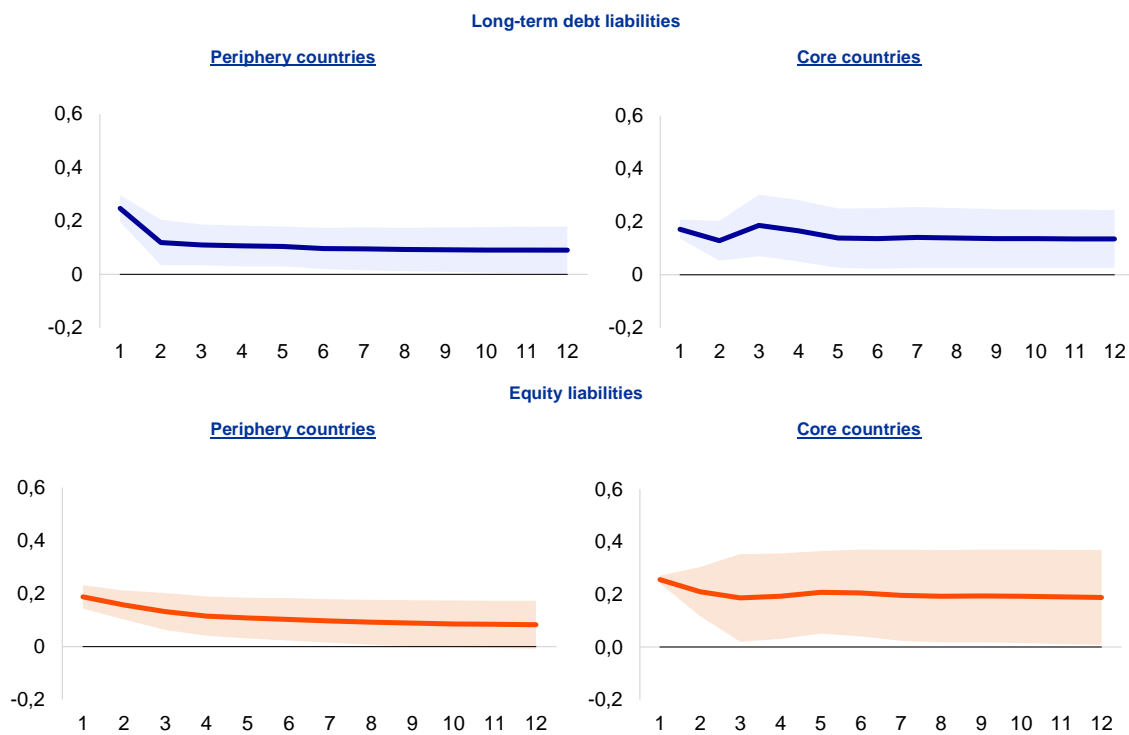 Long-term debt liabilities
Periphery countries
Core countries
0,6
0,4
0,2
0
-0,2
1 2 3 4 5 6 7 8 9 10 11 12
0,6
0,4
0,2
0
-0,2
1 2 3 4 5 6 7 8 9 10 11 12
Equity liabilities
Periphery countries
Core countries
0,6
0,4
0,2
0
-0,2
1 2 3 4 5 6 7 8 9 10 11 12
0,6
0,4
0,2
0,0
-0,2
1 2 3 4 5 6 7 8 9 10 11 12